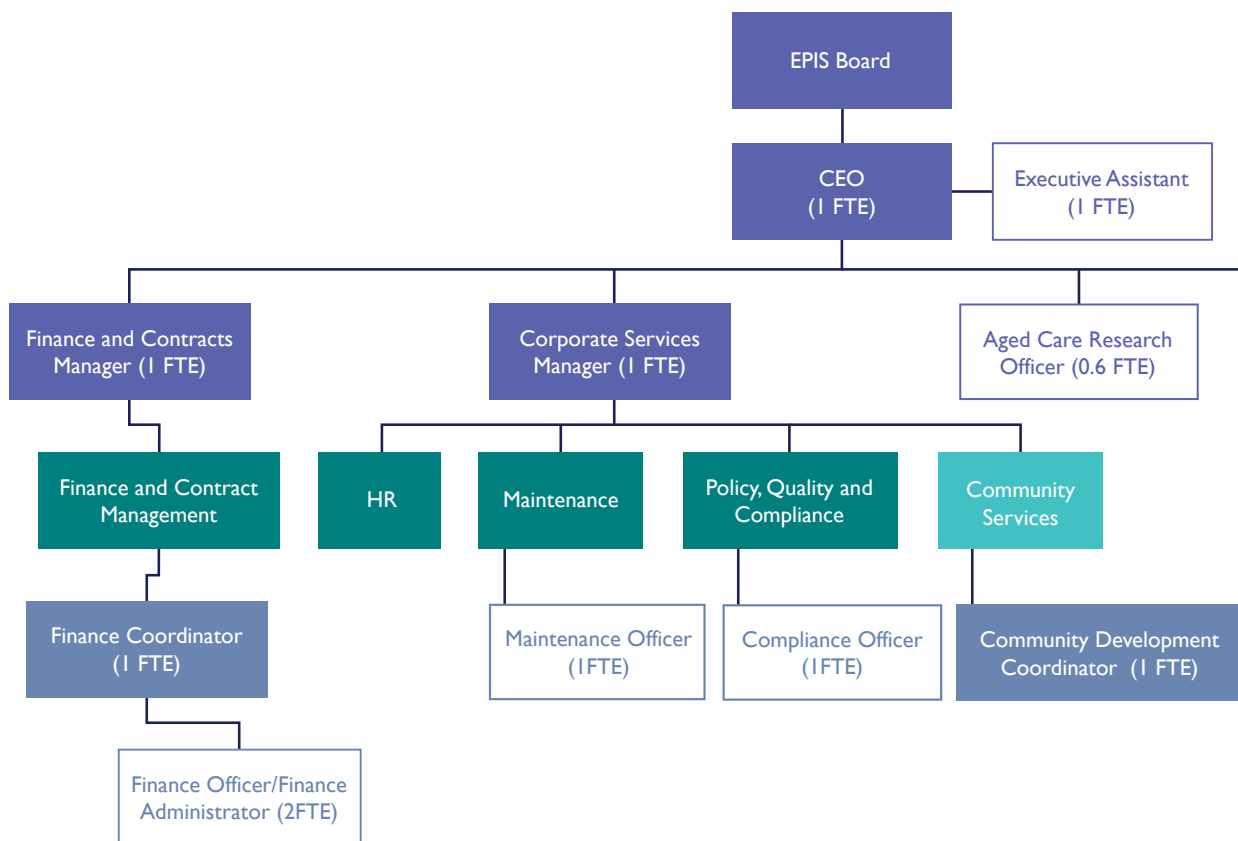 EPIS Board
CEO
(1 FTE)
Executive Assistant
(1 FTE)
Finance and Contracts
Manager (1 FTE)
Corporate Services
Manager (1 FTE)
Aged Care Research
Officer (0.6 FTE)
Finance and Contract
Management
HR
Maintenance
Policy, Quality and
Compliance
Community
Services
Finance Coordinator
(1 FTE)
Maintenance Officer
(1FTE)
Compliance Officer
(1FTE)
Community Development
Coordinator (1 FTE)
Finance Officer/Finance
Administrator (2FTE)